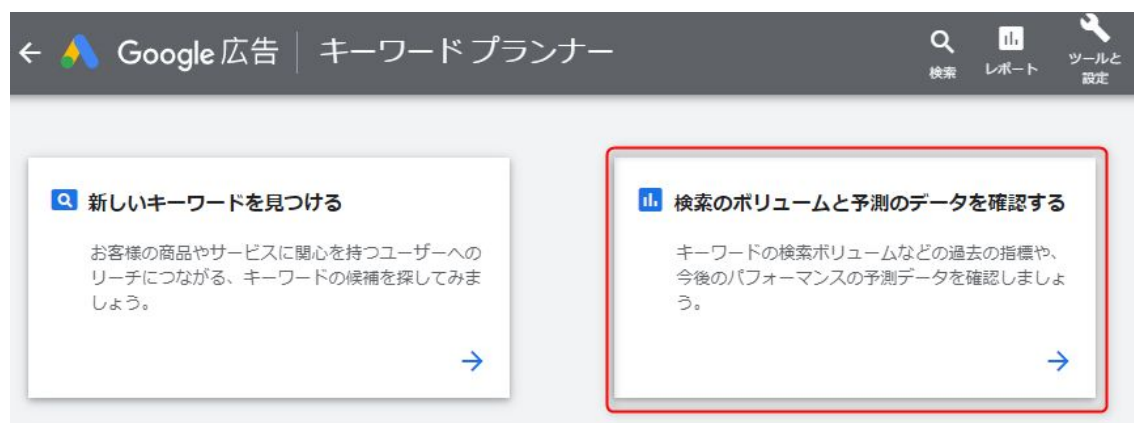 Google 広告 キーワード プランナー
検索
レポート
ツールと
設定
新しいキーワードを見つける
お客様の商品やサービスに関心を持つユーザーへの
リーチにつながる、キーワードの候補を探してみま
しょう。
検索のボリュームと予測のデータを確認する
キーワードの検索ボリュームなどの過去の指標や、
今後のパフォーマンスの予測データを確認しましょ
う。